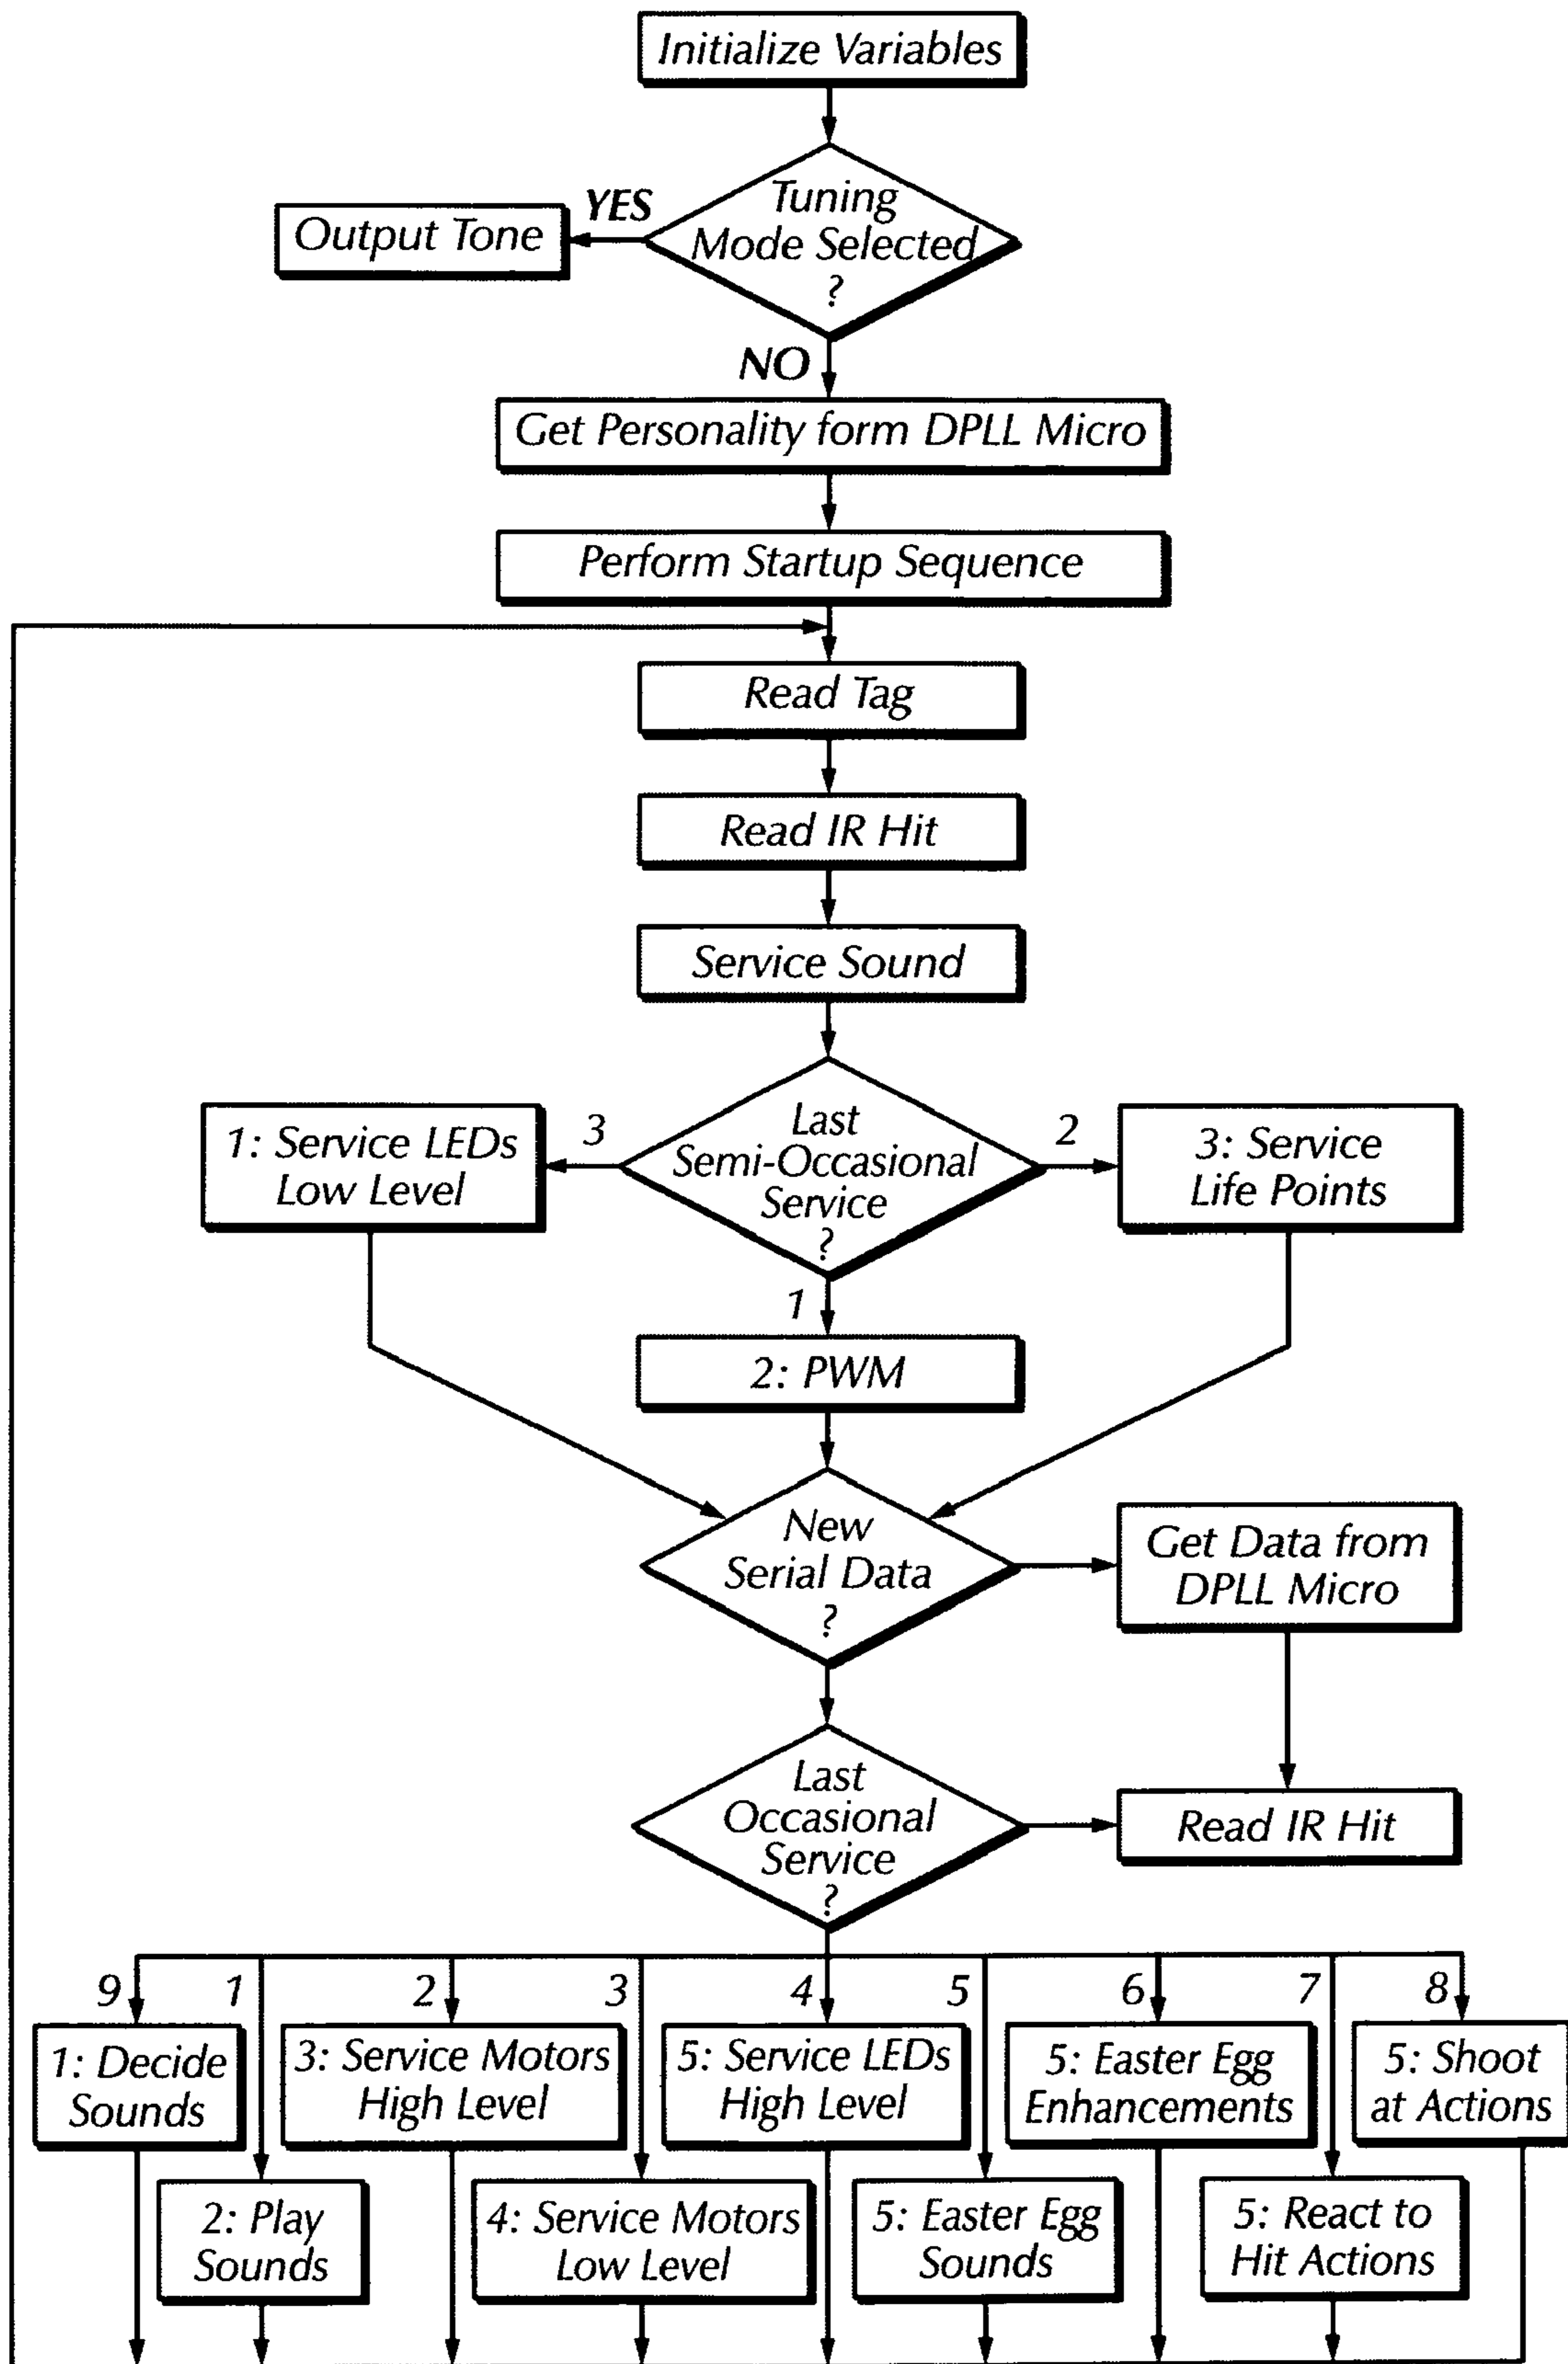 Initialize Variables
Tuning
Mode Selected
?
YES
Output Tone
NO
Get Personality form DPLL Micro
Perform Startup Sequence
Read Tag
Read IR Hit
Service Sound
Last
Semi-Occasional
Service
?
3
1: Service LEDs
Low Level
2
3: Service
Life Points
1
2: PWM
New
Serial Data
?
Get Data from
DPLL Micro
Last
Occasional
Service
?
Read IR Hit
9
1
2
3
4
5
6
7
8
1: Decide
Sounds
3: Service Motors
High Level
5: Service LEDs
High Level
5: Easter Egg
Enhancements
5: Shoot
at Actions
2: Play
Sounds
4: Service Motors
Low Level
5: Easter Egg
Sounds
5: React to
Hit Actions